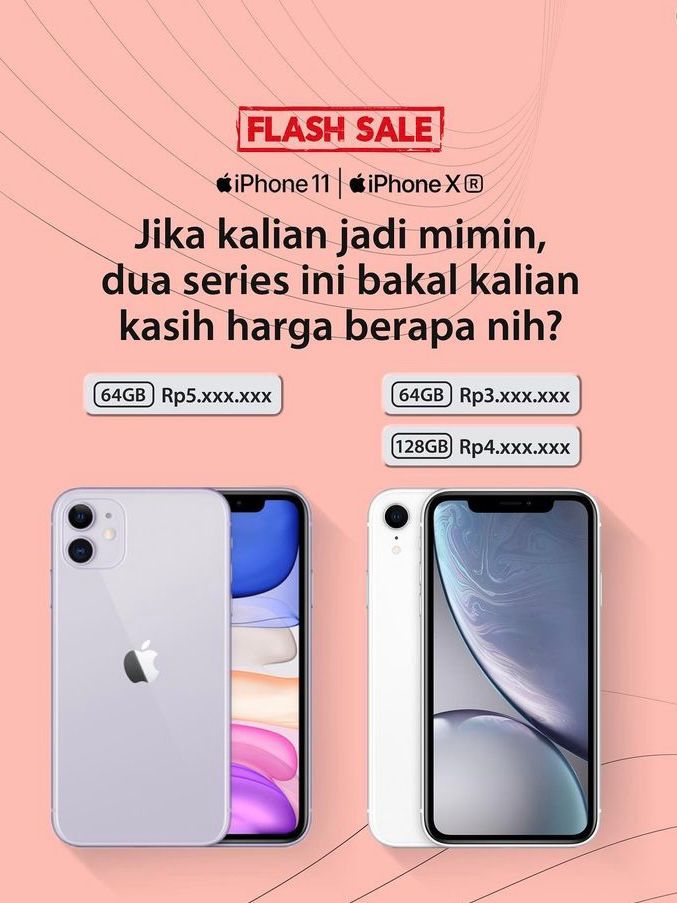 FLASH SALE
iPhone 11 | iPhone XR
Jika kalian jadi mimin,
dua series ini bakal kalian
kasih harga berapa nih?
64GB Rp5.xxx.xxx
64GB Rp3.xxx.xxx
128GB Rp4.xxx.xxx